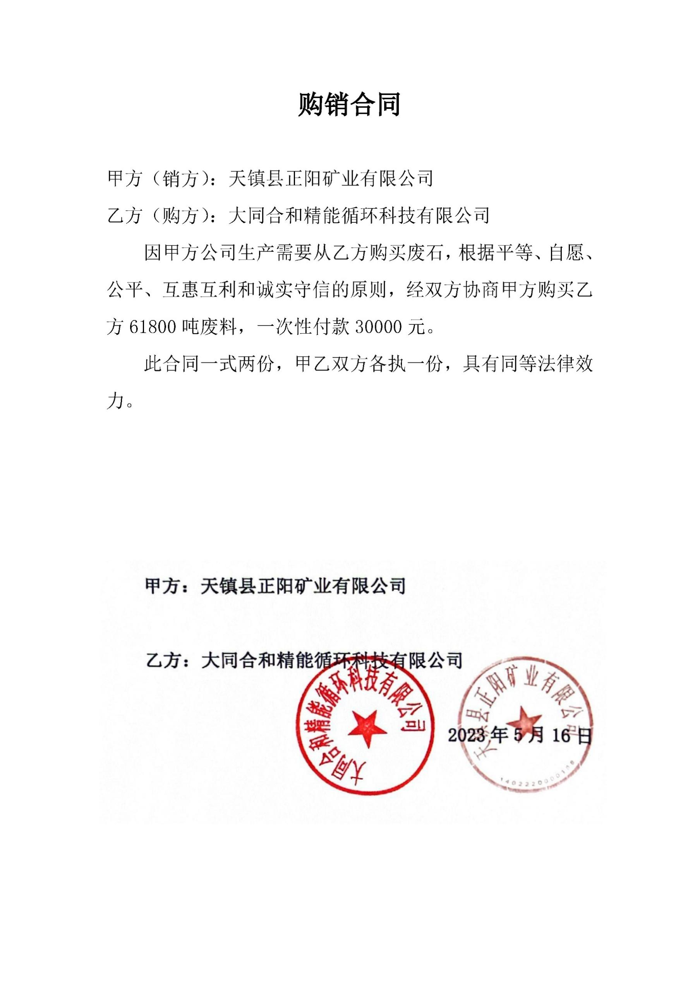 购销合同
甲方（销方）：天镇县正阳矿业有限公司
乙方（购方）：大同合和精能循环科技有限公司
因甲方公司生产需要从乙方购买废石，根据平等、自愿、
公平、互惠互利和诚实守信的原则，经双方协商甲方购买乙
方 61800 吨废料，一次性付款 30000 元。
此合同一式两份，甲乙双方各执一份，具有同等法律效
力。
甲方：天镇县正阳矿业有限公司
乙方：大同合和精能循环科技有限公司
大同合和精能循环科技有限公司
天镇县正阳矿业有限公司
2023 年 5 月 16 日